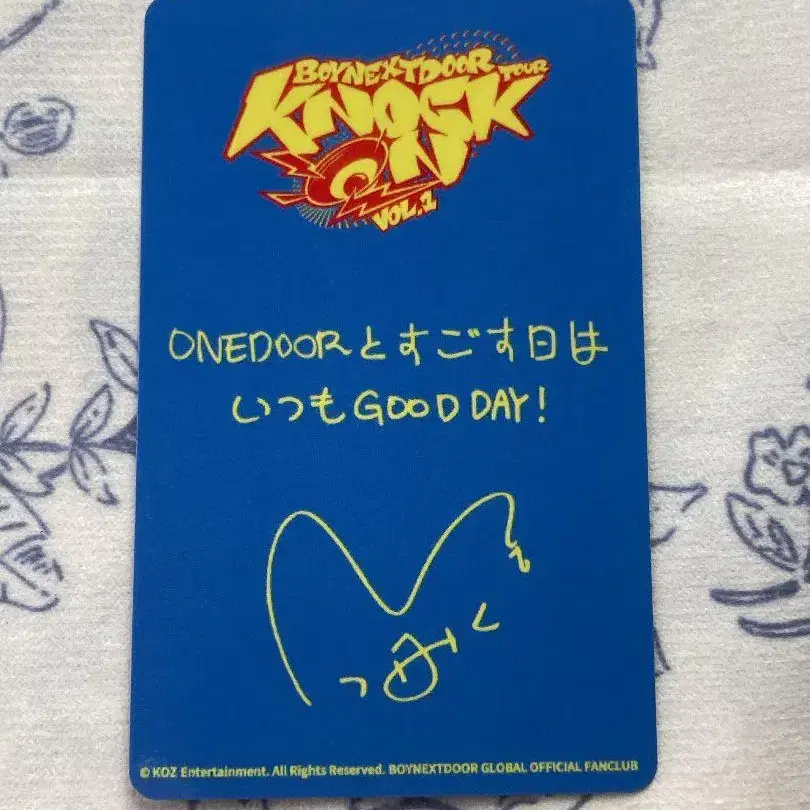 BOYNEXTDOOR TOUR
KNOCK
ON
VOL.1
ONEDOORとすごす日は
いつもGOOD DAY!
© KOZ Entertainment. All Rights Reserved. BOYNEXTDOOR GLOBAL OFFICIAL FANCLUB